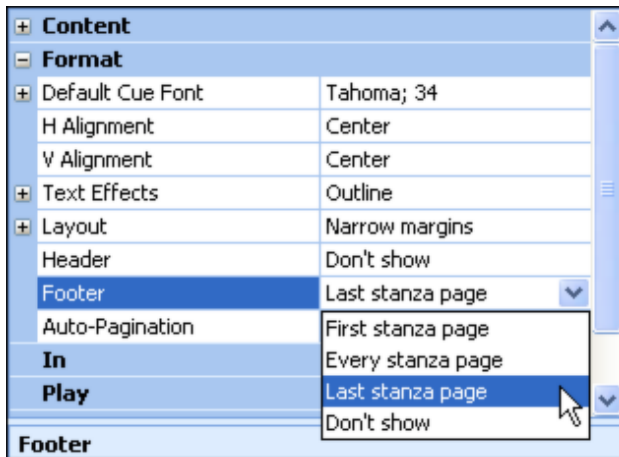 Content
Format
Default Cue Font Tahoma; 34
H Alignment Center
V Alignment Center
Text Effects Outline
Layout Narrow margins
Header Don't show
Footer Last stanza page
Auto-Pagination
First stanza page
Every stanza page
Last stanza page
Don't show
In
Play
Footer